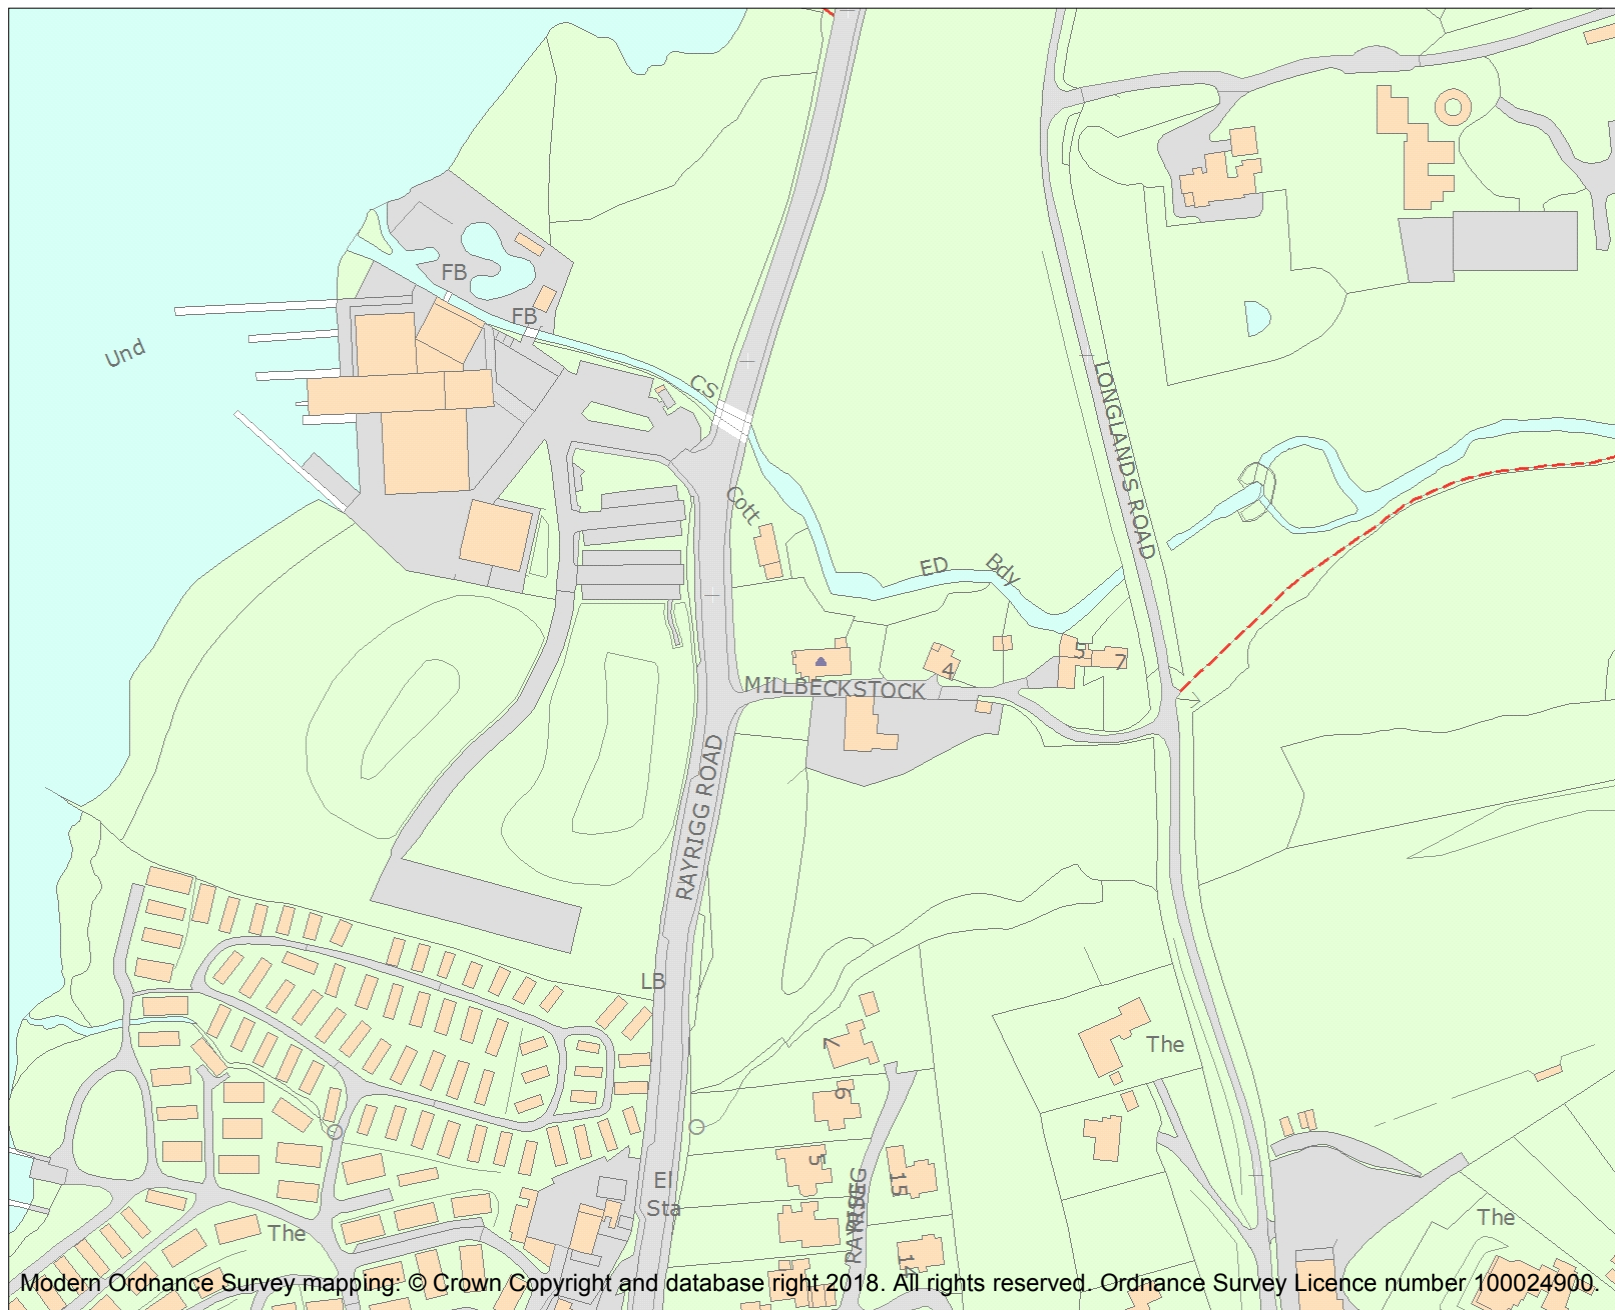 FB
FB
Und
CS
LONGLANDS ROAD
Cott
ED
Bdy
5
7
4
MILLBECKSTOCK
RAYRIGG ROAD
LB
7
The
6
5
15
El
Sta
The
The
Modern Ordnance Survey mapping: © Crown Copyright and database right 2018. All rights reserved. Ordnance Survey Licence number 100024900.